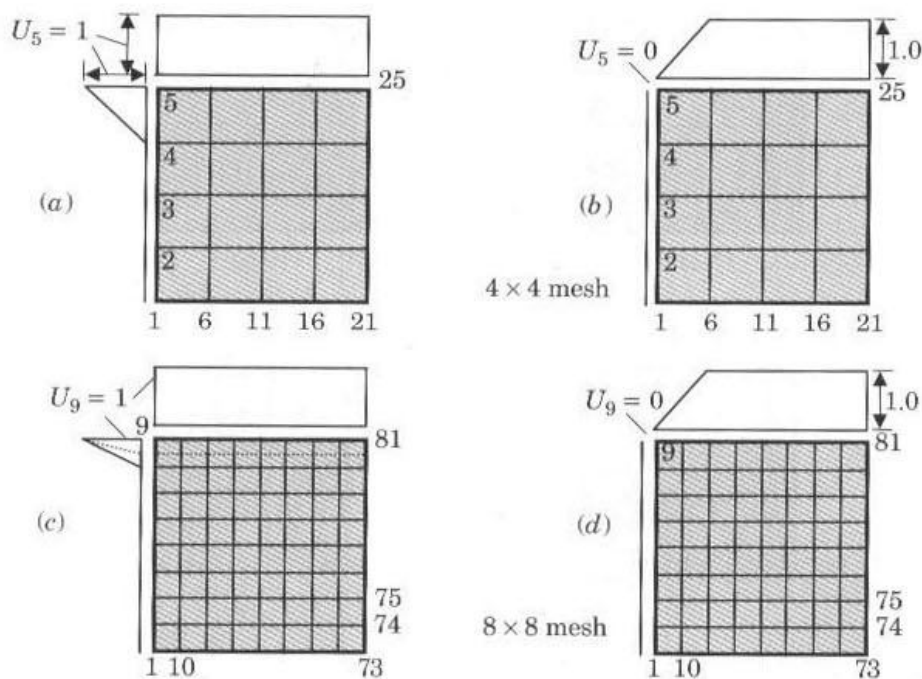 U₅ = 1
25
5
4
3
2
(a)
1 6 11 16 21
U₅ = 0
1.0
25
5
4
3
2
(b)
4 × 4 mesh
1 6 11 16 21
U₉ = 1
9
81
(c)
75
74
1 10 73
U₉ = 0
1.0
81
9
(d)
75
74
8 × 8 mesh
1 10 73